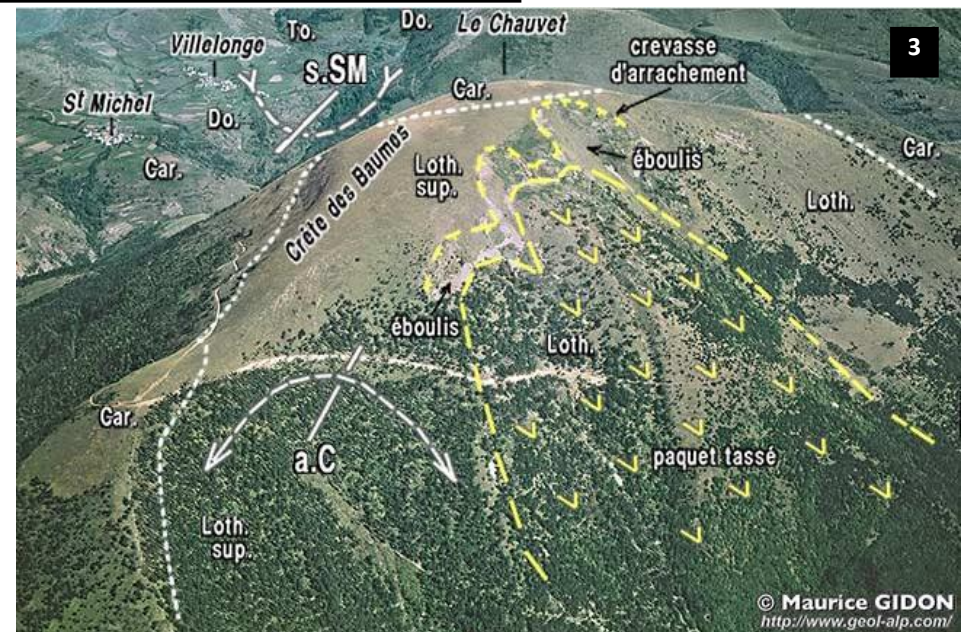 To.
Do.
Le Chauvet
3
Villelonge
crevasse
d'arrachement
s.SM
St Michel
Car.
Do.
Car.
éboulis
Car.
Loth.
sup.
Loth.
Crête des Baumes
éboulis
Loth.
Car.
a.C
paquet tassé
Loth.
sup.
© Maurice GIDON
http://www.geol-alp.com/